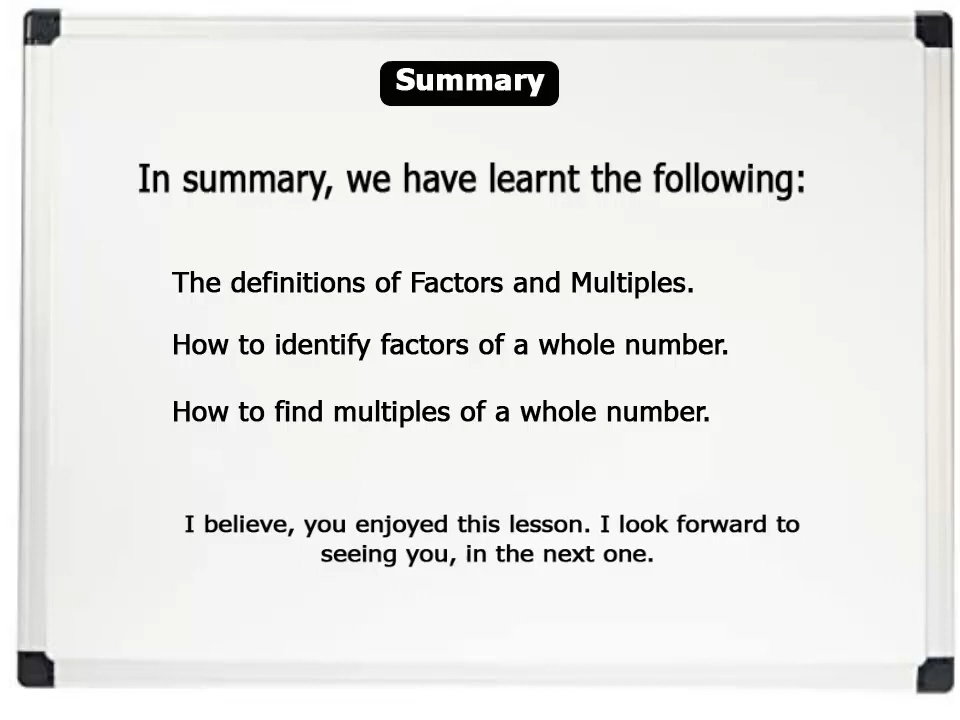 Summary
In summary, we have learnt the following:
The definitions of Factors and Multiples.
How to identify factors of a whole number.
How to find multiples of a whole number.
I believe, you enjoyed this lesson. I look forward to
seeing you, in the next one.